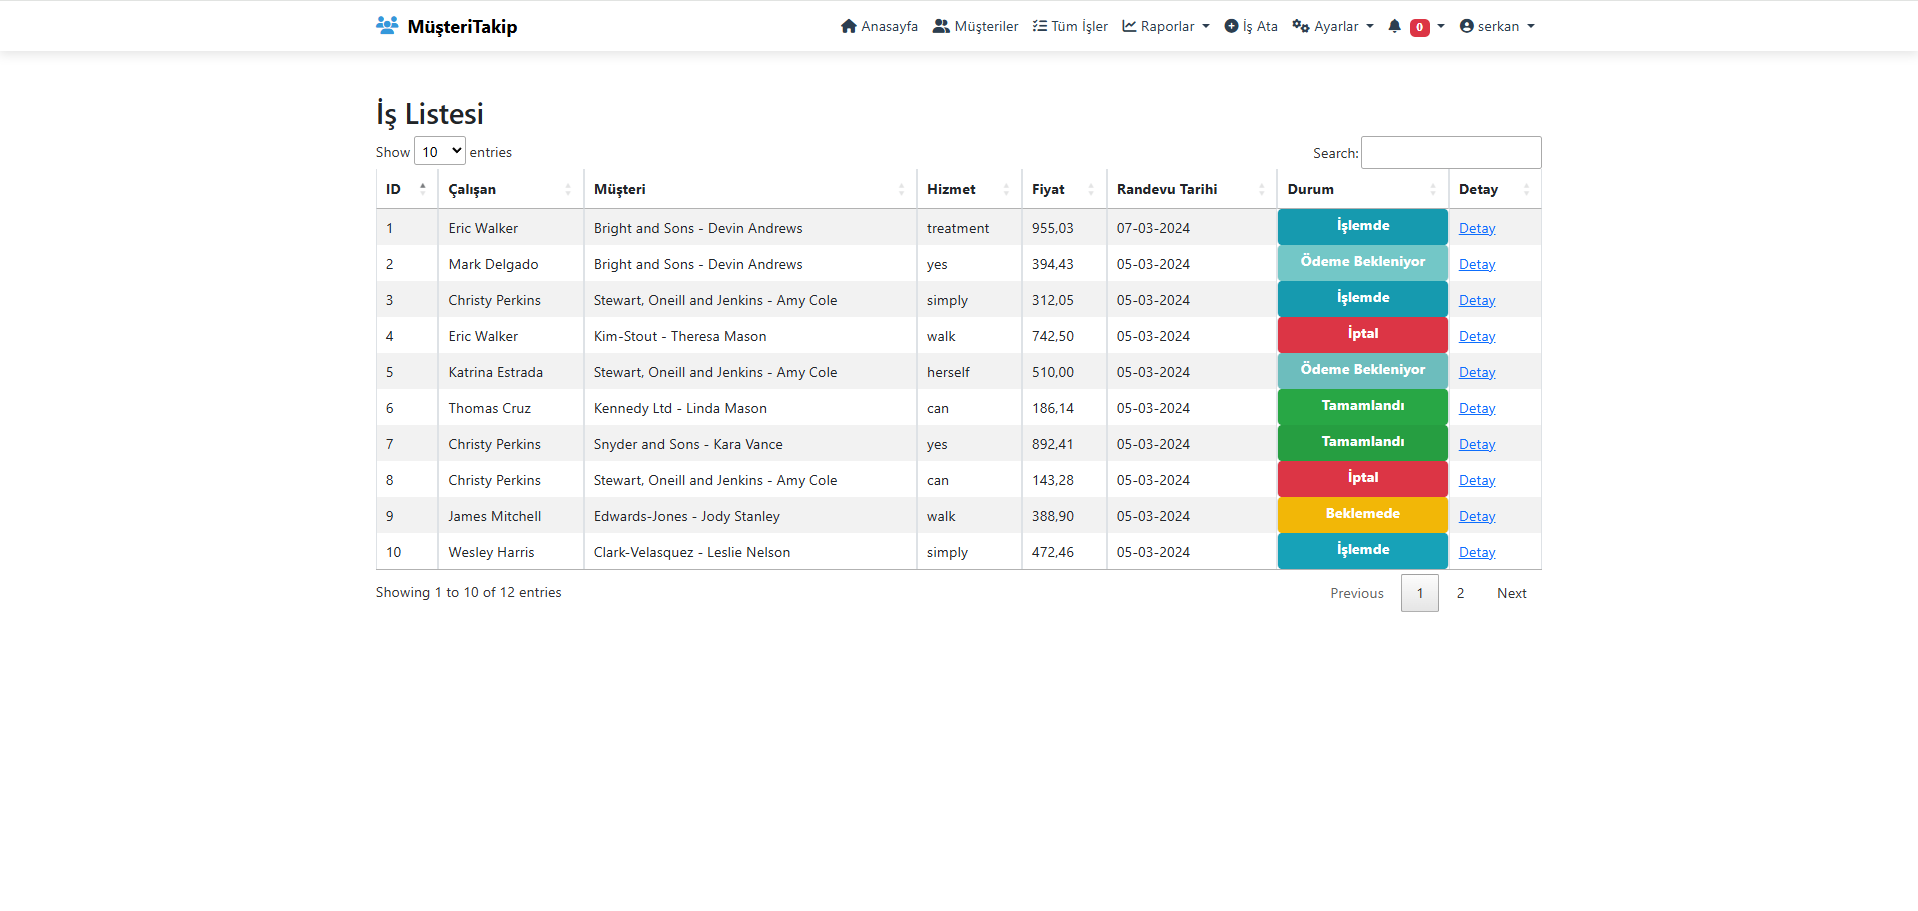 MüşteriTakip Anasayfa Müşteriler Tüm İşler Raporlar İş Ata Ayarlar 0 serkan
İş Listesi
Show 10 entries Search:
ID Çalışan Müşteri Hizmet Fiyat Randevu Tarihi Durum Detay
1 Eric Walker Bright and Sons - Devin Andrews treatment 955,03 07-03-2024 İşlemde Detay
2 Mark Delgado Bright and Sons - Devin Andrews yes 394,43 05-03-2024 Ödeme Bekleniyor Detay
3 Christy Perkins Stewart, Oneill and Jenkins - Amy Cole simply 312,05 05-03-2024 İşlemde Detay
4 Eric Walker Kim-Stout - Theresa Mason walk 742,50 05-03-2024 İptal Detay
5 Katrina Estrada Stewart, Oneill and Jenkins - Amy Cole herself 510,00 05-03-2024 Ödeme Bekleniyor Detay
6 Thomas Cruz Kennedy Ltd - Linda Mason can 186,14 05-03-2024 Tamamlandı Detay
7 Christy Perkins Snyder and Sons - Kara Vance yes 892,41 05-03-2024 Tamamlandı Detay
8 Christy Perkins Stewart, Oneill and Jenkins - Amy Cole can 143,28 05-03-2024 İptal Detay
9 James Mitchell Edwards-Jones - Jody Stanley walk 388,90 05-03-2024 Beklemede Detay
10 Wesley Harris Clark-Velasquez - Leslie Nelson simply 472,46 05-03-2024 İşlemde Detay
Showing 1 to 10 of 12 entries Previous 1 2 Next